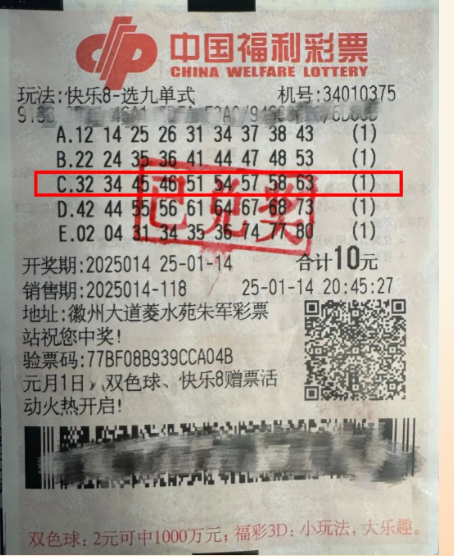 中国福利彩票
CHINA WELFARE LOTTERY
玩法:快乐8-选九单式 机号:34010375
A.12 14 25 26 31 34 37 38 43 (1)
B.22 24 35 36 41 44 47 48 53 (1)
C.32 34 45 46 51 54 57 58 63 (1)
D.42 44 55 56 61 64 67 68 73 (1)
E.02 04 31 34 35 36 74 77 80 (1)
已兑奖
开奖期:2025014 25-01-14 合计10元
销售期:2025014-118 25-01-14 20:45:27
地址:徽州大道菱水苑朱军彩票
站祝您中奖!
验票码:77BF08B939CCA04B
元月1日,双色球、快乐8赠票活
动火热开启!
双色球:2元可中1000万元;福彩3D:小玩法,大乐趣。